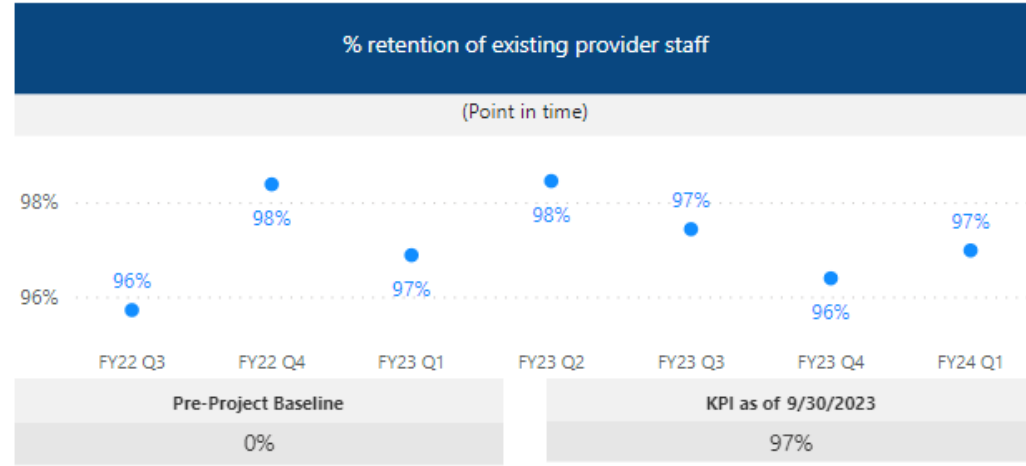 % retention of existing provider staff
(Point in time)
98%
98%
98%
97%
97%
97%
96%
96%
96%
FY22 Q3 FY22 Q4 FY23 Q1 FY23 Q2 FY23 Q3 FY23 Q4 FY24 Q1
Pre-Project Baseline KPI as of 9/30/2023
0% 97%